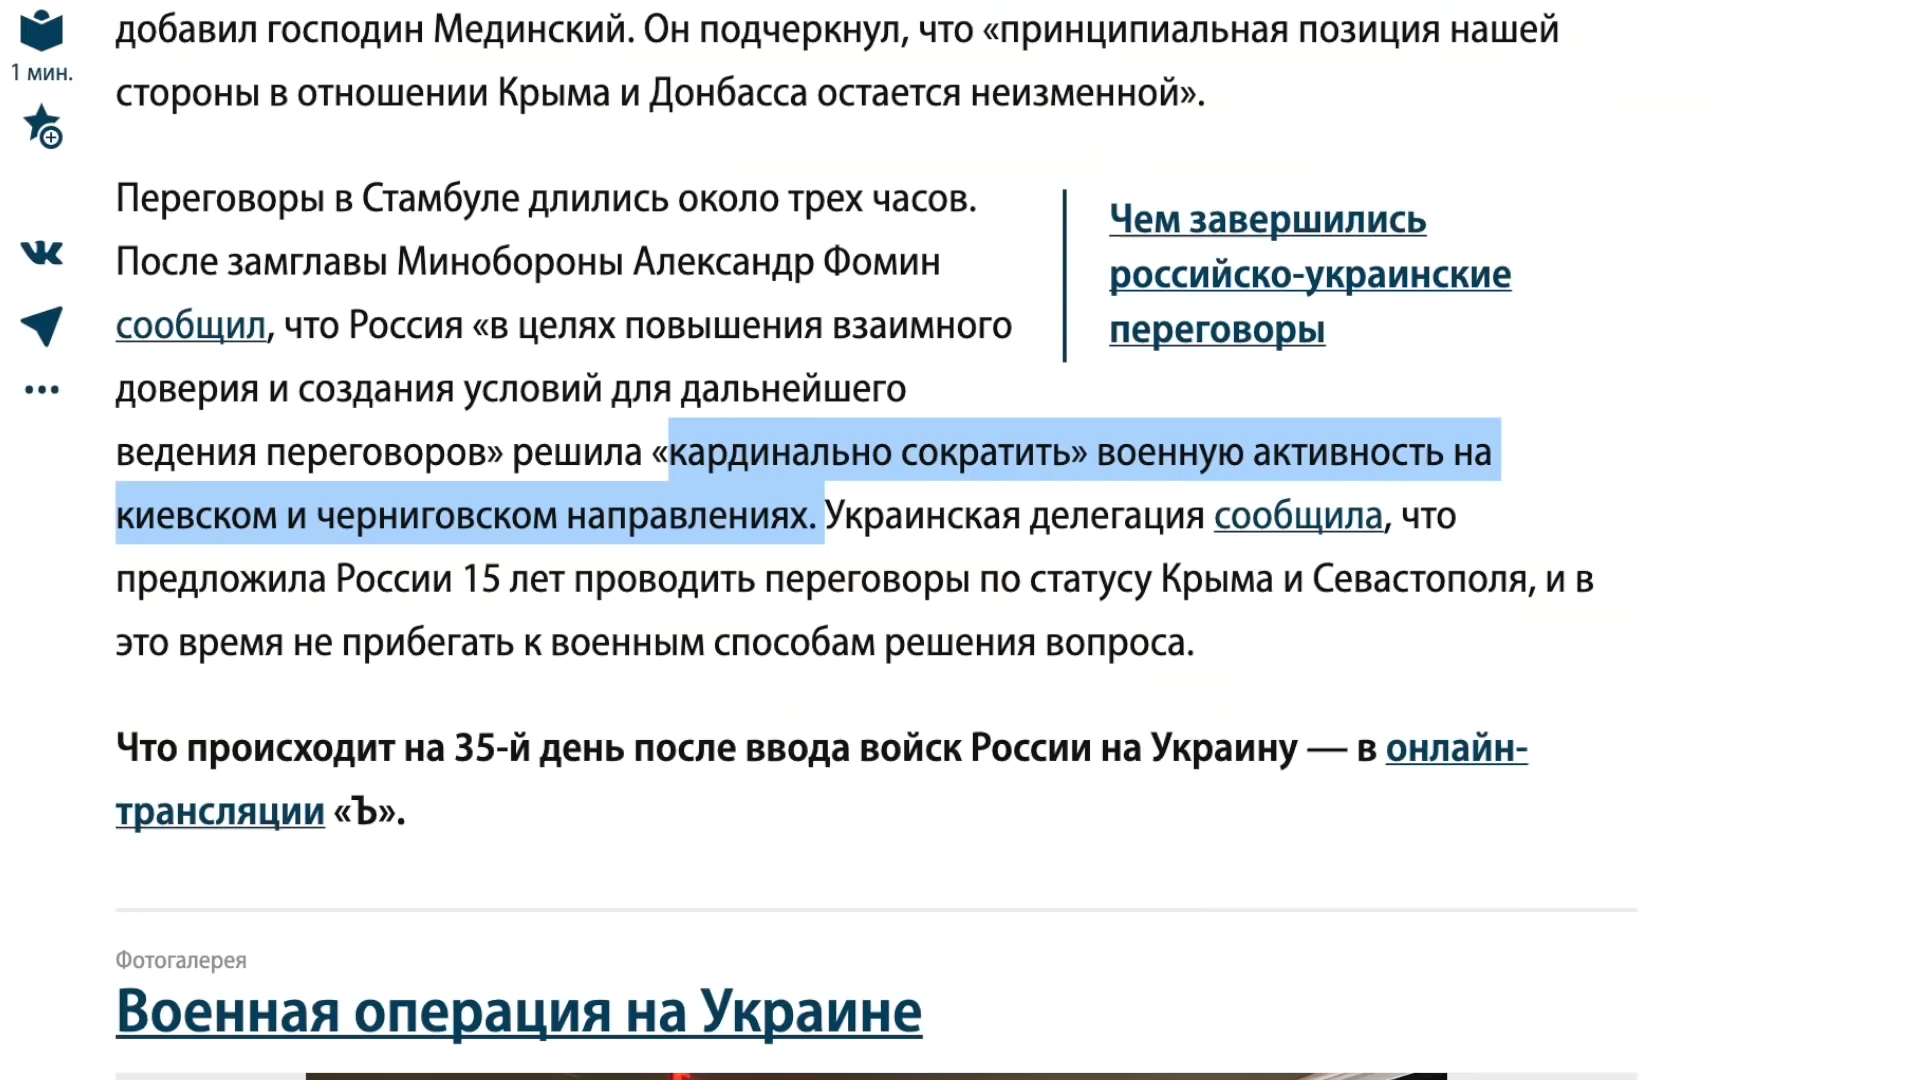 добавил господин Мединский. Он подчеркнул, что «принципиальная позиция нашей
стороны в отношении Крыма и Донбасса остается неизменной».
1 мин.
Переговоры в Стамбуле длились около трех часов.
После замглавы Минобороны Александр Фомин
сообщил, что Россия «в целях повышения взаимного
доверия и создания условий для дальнейшего
ведения переговоров» решила «кардинально сократить» военную активность на
киевском и черниговском направлениях. Украинская делегация сообщила, что
предложила России 15 лет проводить переговоры по статусу Крыма и Севастополя, и в
это время не прибегать к военным способам решения вопроса.
Чем завершились
российско-украинские
переговоры
Что происходит на 35-й день после ввода войск России на Украину — в онлайн-
трансляции «Ъ».
Фотогалерея
Военная операция на Украине